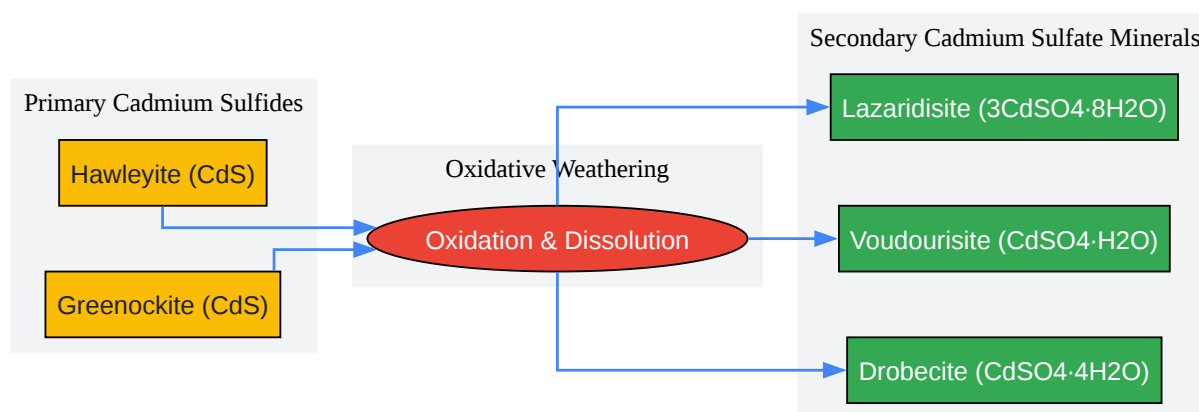 Primary Cadmium Sulfides
Hawleyite (CdS)
Greenockite (CdS)
Oxidative Weathering
Oxidation & Dissolution
Secondary Cadmium Sulfate Minerals
Lazaridisite (3CdSO4·8H2O)
Voudourisite (CdSO4·H2O)
Drobecite (CdSO4·4H2O)